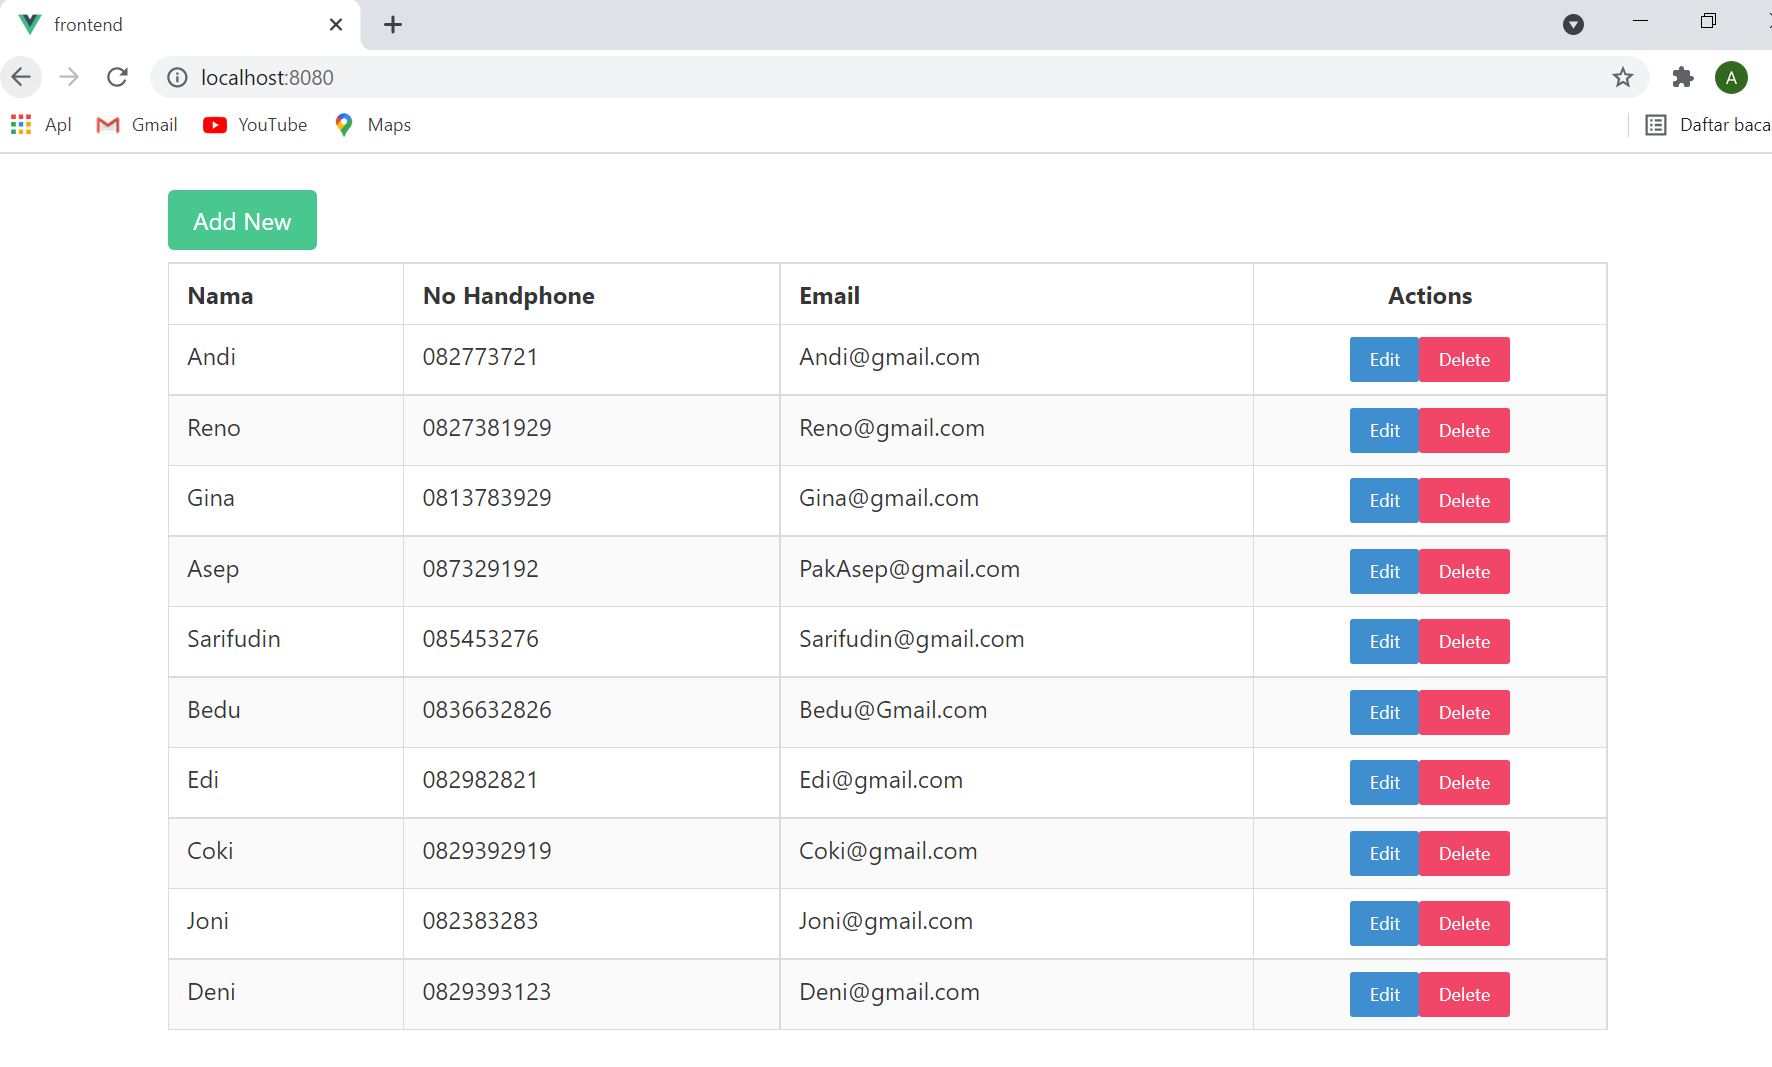 frontend
localhost:8080
A
Apl Gmail YouTube Maps Daftar baca
Add New
Nama No Handphone Email Actions
Andi 082773721 Andi@gmail.com Edit Delete
Reno 0827381929 Reno@gmail.com Edit Delete
Gina 0813783929 Gina@gmail.com Edit Delete
Asep 087329192 PakAsep@gmail.com Edit Delete
Sarifudin 085453276 Sarifudin@gmail.com Edit Delete
Bedu 0836632826 Bedu@Gmail.com Edit Delete
Edi 082982821 Edi@gmail.com Edit Delete
Coki 0829392919 Coki@gmail.com Edit Delete
Joni 082383283 Joni@gmail.com Edit Delete
Deni 0829393123 Deni@gmail.com Edit Delete